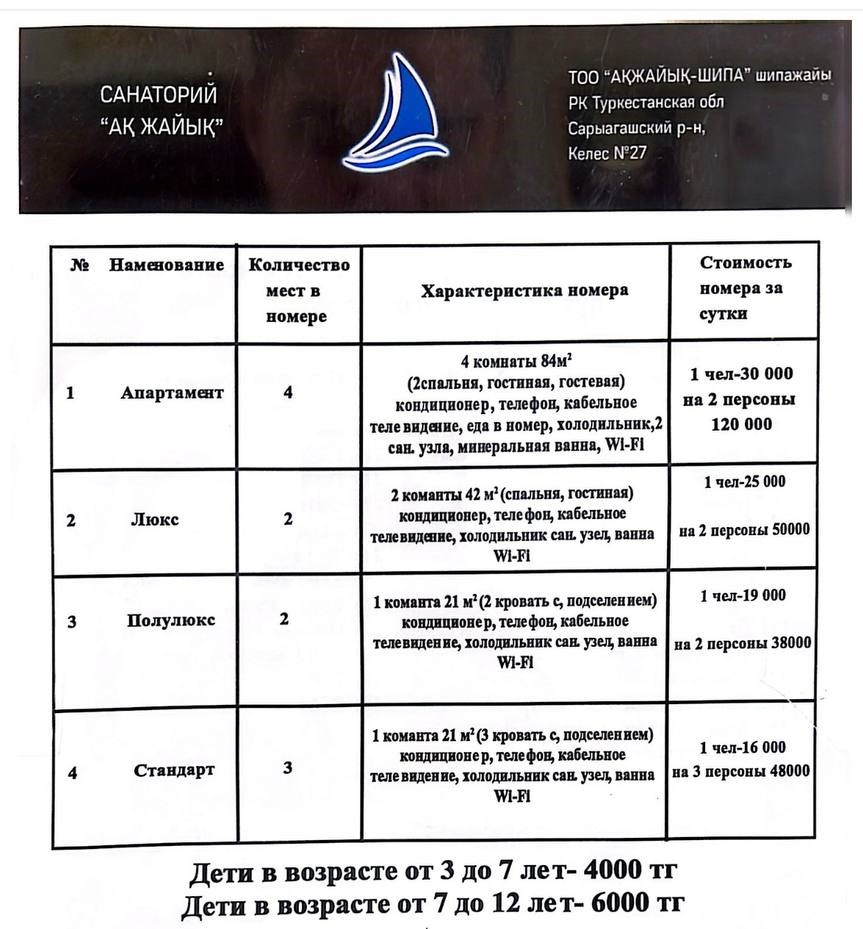 САНАТОРИЙ
“АҚ ЖАЙЫҚ”
ТОО “АҚЖАЙЫҚ-ШИПА” шипажайы
РК Туркестанская обл
Сарыагашский р-н,
Келес №27
№ Наменование
Количество
мест в
номере
Характеристика номера
Стоимость
номера за
сутки
1 Апартамент
4
4 комнаты 84м²
(2спальня, гостиная, гостевая)
кондиционер, телефон, кабельное
телевидение, еда в номер, холодильник,2
сан. узла, минеральная ванна, WI-FI
1 чел-30 000
на 2 персоны
120 000
2 Люкс
2
2 команты 42 м² (спальня, гостиная)
кондиционер, телефон, кабельное
телевидение, холодильник сан. узел, ванна
WI-FI
1 чел-25 000
на 2 персоны 50000
3 Полулюкс
2
1 команта 21 м² (2 кровать с, подселением)
кондиционер, телефон, кабельное
телевидение, холодильник сан. узел, ванна
WI-FI
1 чел-19 000
на 2 персоны 38000
4 Стандарт
3
1 команта 21 м² (3 кровать с, подселением)
кондиционер, телефон, кабельное
телевидение, холодильник сан. узел, ванна
WI-FI
1 чел-16 000
на 3 персоны 48000
Дети в возрасте от 3 до 7 лет- 4000 тг
Дети в возрасте от 7 до 12 лет- 6000 тг